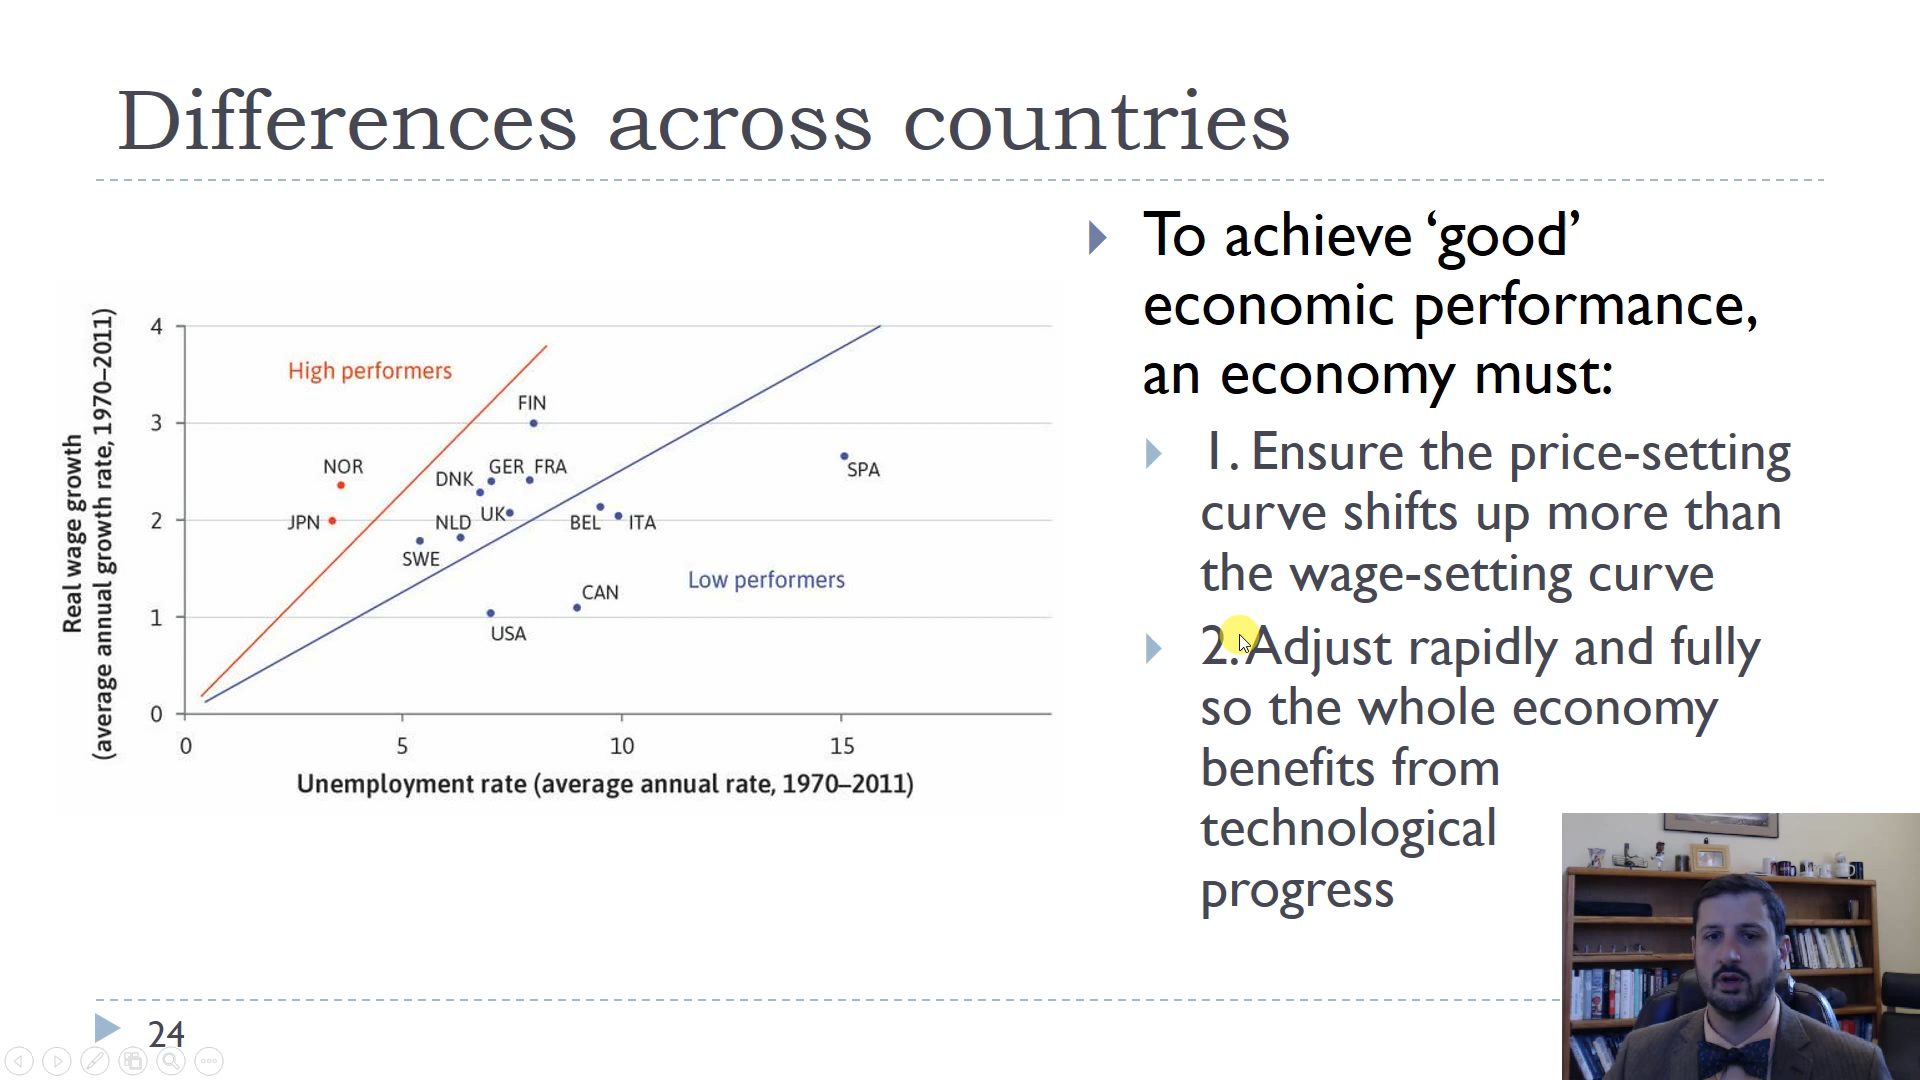 Differences across countries
To achieve ‘good’
economic performance,
an economy must:
1. Ensure the price-setting
curve shifts up more than
the wage-setting curve
2. Adjust rapidly and fully
so the whole economy
benefits from
technological
progress
Real wage growth
(average annual growth rate, 1970–2011)
4
3
2
1
0
High performers
FIN
NOR
GER
FRA
DNK
SPA
JPN
NLD
UK
BEL
ITA
SWE
Low performers
CAN
USA
0
5
10
15
Unemployment rate (average annual rate, 1970–2011)
24